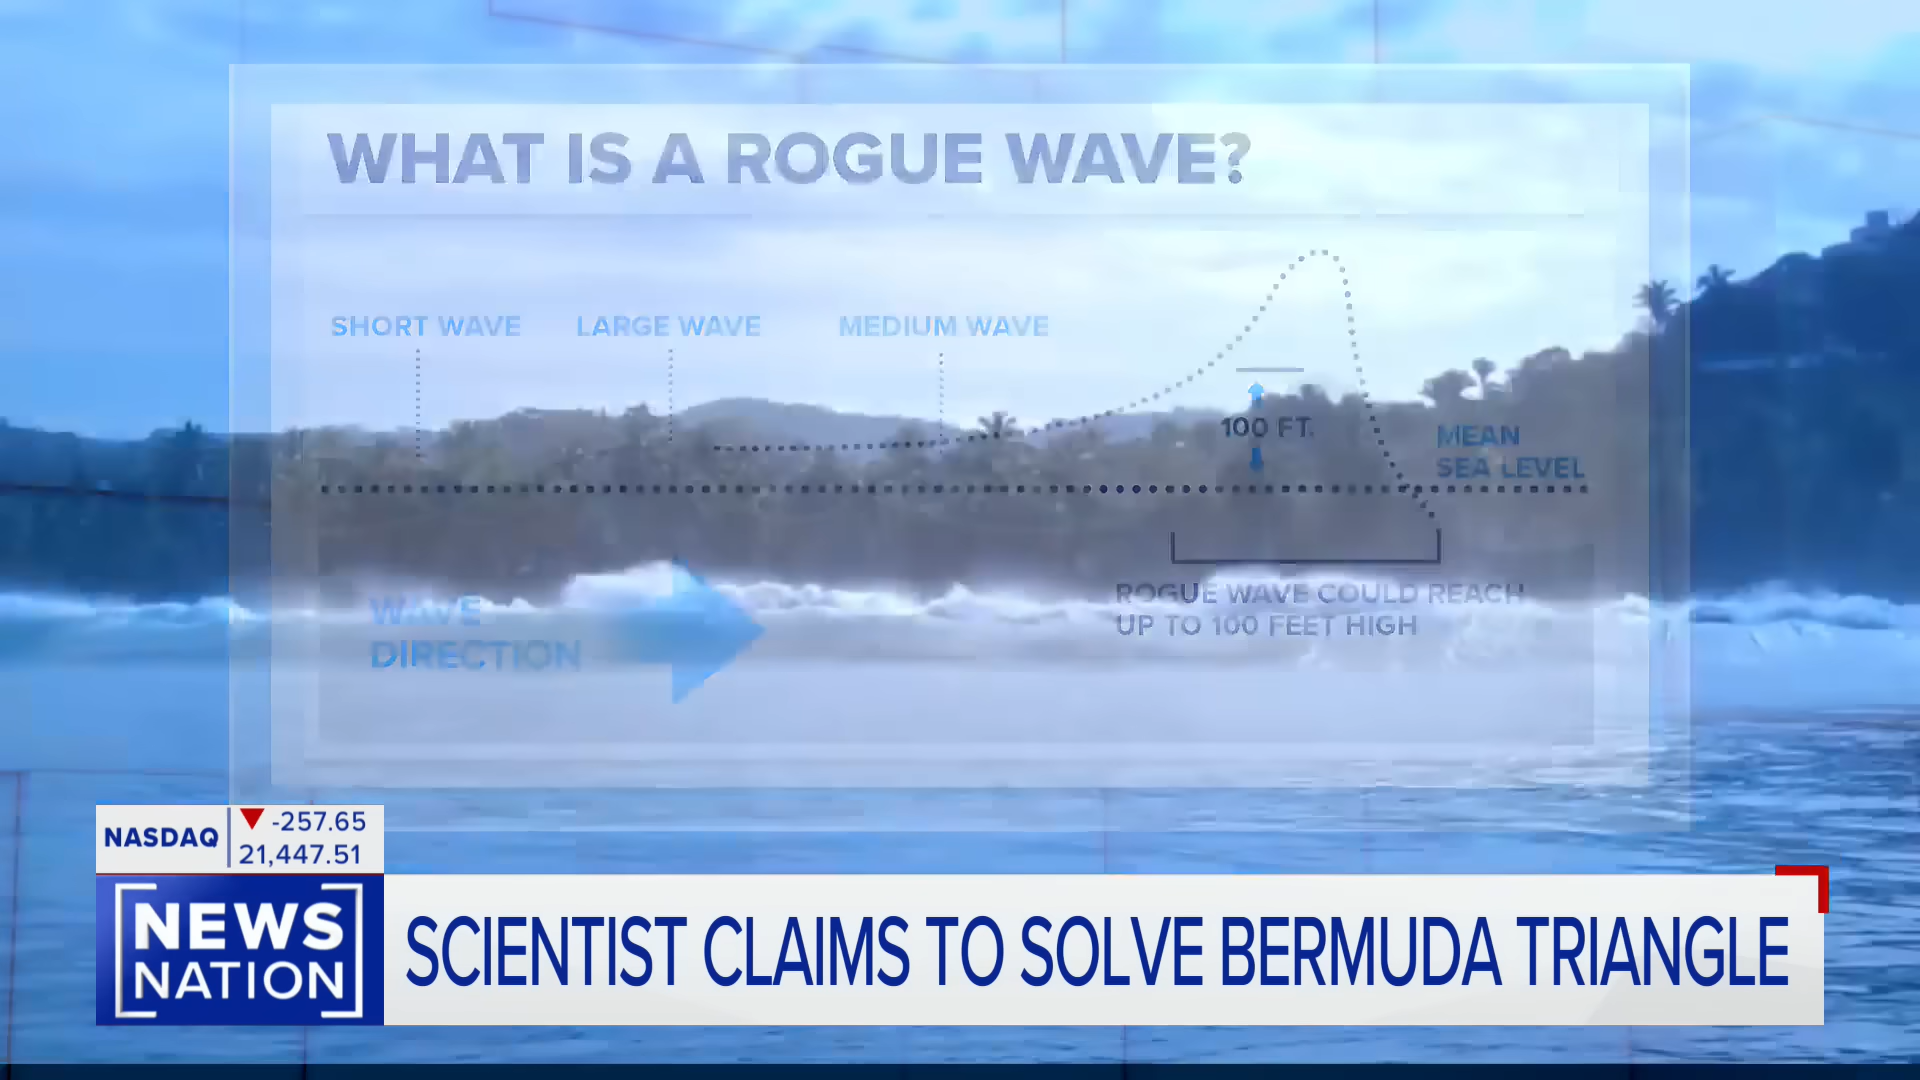 WHAT IS A ROGUE WAVE?
SHORT WAVE
LARGE WAVE
MEDIUM WAVE
100 FT.
MEAN
SEA LEVEL
WAVE
DIRECTION
ROGUE WAVE COULD REACH
UP TO 100 FEET HIGH
NASDAQ
-257.65
21,447.51
NEWS
NATION
SCIENTIST CLAIMS TO SOLVE BERMUDA TRIANGLE